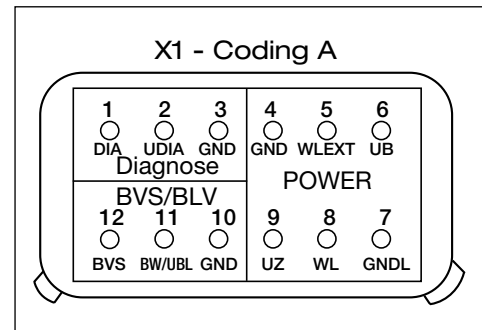 X1 - Coding A
1 2 3 4 5 6
DIA UDIA GND GND WLEXT UB
Diagnose
POWER
BVS/BLV
12 11 10 9 8 7
BVS BW/UBL GND UZ WL GNDL